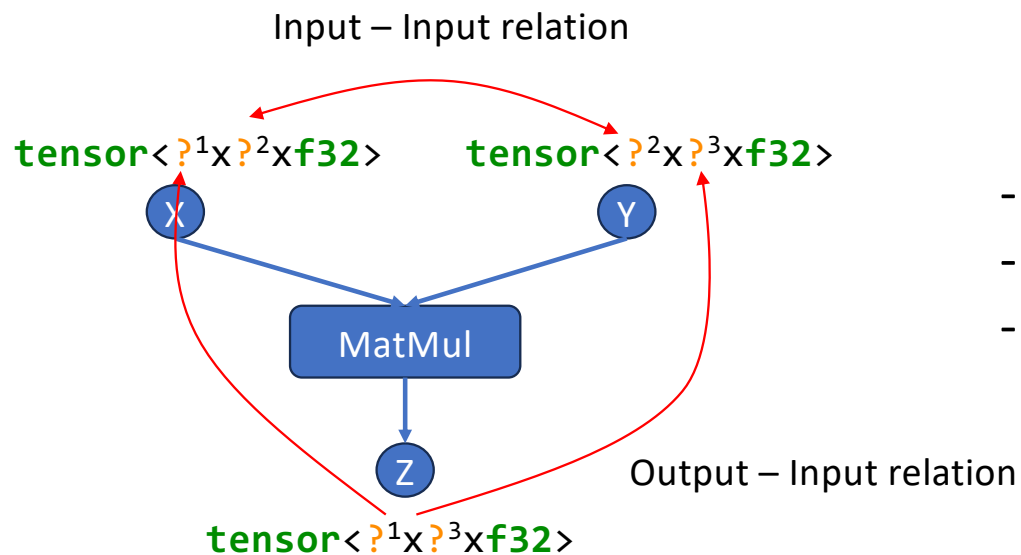 Input – Input relation
tensor<?¹x?²xf32> tensor<?²x?³xf32>
X Y
-
-
MatMul
-
Z
Output – Input relation
tensor<?¹x?³xf32>